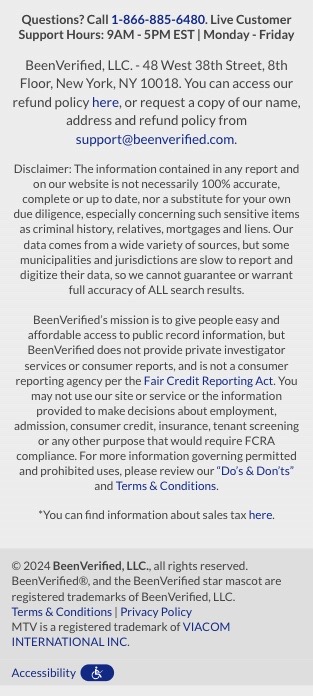 Questions? Call 1-866-885-6480. Live Customer
Support Hours: 9AM - 5PM EST | Monday - Friday
BeenVerified, LLC. - 48 West 38th Street, 8th
Floor, New York, NY 10018. You can access our
refund policy here, or request a copy of our name,
address and refund policy from
support@beenverified.com.
Disclaimer: The information contained in any report and
on our website is not necessarily 100% accurate,
complete or up to date, nor a substitute for your own
due diligence, especially concerning such sensitive items
as criminal history, relatives, mortgages and liens. Our
data comes from a wide variety of sources, but some
municipalities and jurisdictions are slow to report and
digitize their data, so we cannot guarantee or warrant
full accuracy of ALL search results.
BeenVerified's mission is to give people easy and
affordable access to public record information, but
BeenVerified does not provide private investigator
services or consumer reports, and is not a consumer
reporting agency per the Fair Credit Reporting Act. You
may not use our site or service or the information
provided to make decisions about employment,
admission, consumer credit, insurance, tenant screening
or any other purpose that would require FCRA
compliance. For more information governing permitted
and prohibited uses, please review our “Do's & Don'ts”
and Terms & Conditions.
*You can find information about sales tax here.
© 2024 BeenVerified, LLC., all rights reserved.
BeenVerified®, and the BeenVerified star mascot are
registered trademarks of BeenVerified, LLC.
Terms & Conditions | Privacy Policy
MTV is a registered trademark of VIACOM
INTERNATIONAL INC.
Accessibility